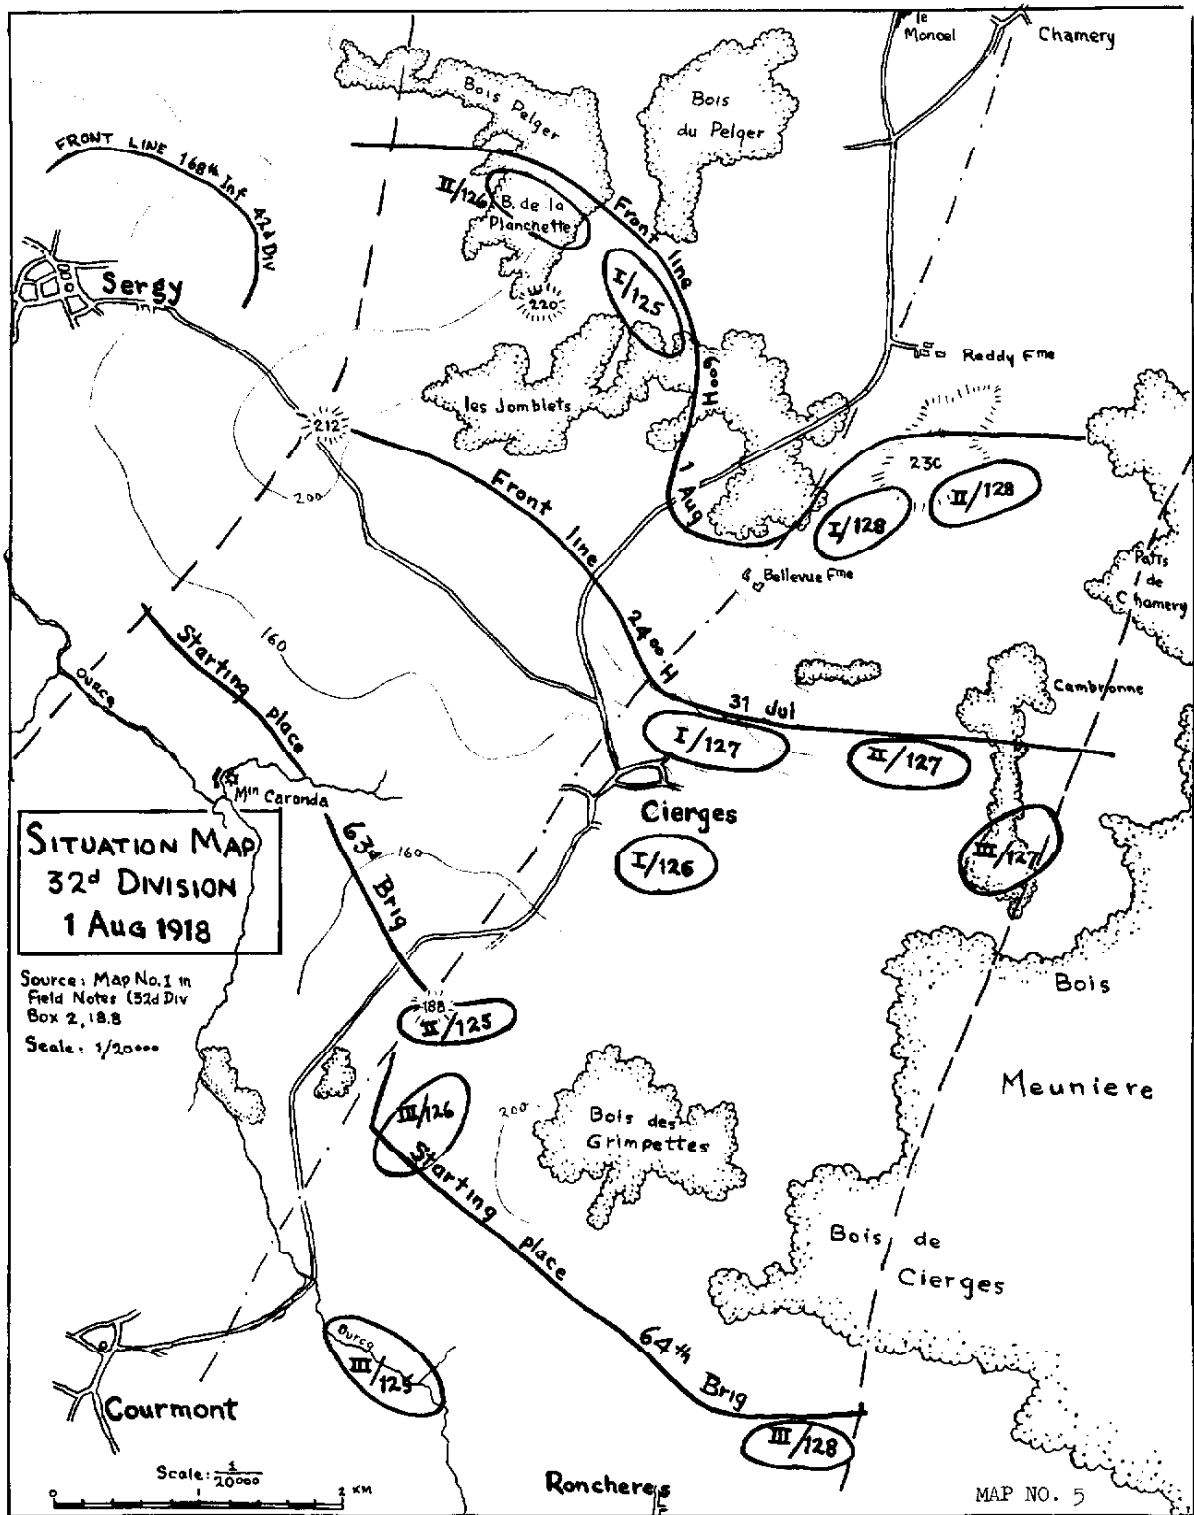 le
Moncel
Chamery
Bois Pelger
Bois
du Pelger
FRONT LINE 168th Inf 42d Div
II/126
B. de la
Planchette
Front line
I/125
220
Sergy
600 H
Reddy Fme
les Jomblets
212
200
230
1 Aug
II/128
I/128
Front line
Bellevue Fme
Patis
de
Chamery
2400 H
160
Starting place
Ourcq
31 Jul
Cambronne
I/127
II/127
Min Caronda
Cierges
63d Brig
160
I/126
III/127
SITUATION MAP
32d DIVISION
1 AUG 1918
Source: Map No.1 in
Field Notes (32d Div
Box 2, 18.8
Scale: 1/20000
Bois
Meuniere
188
II/125
III/126
200
Bois des
Grimpettes
Starting place
Bois de
Cierges
64th Brig
Ourcq
III/125
Courmont
III/128
Scale: 1/20000
0
2 KM
Roncheres
MAP NO. 5